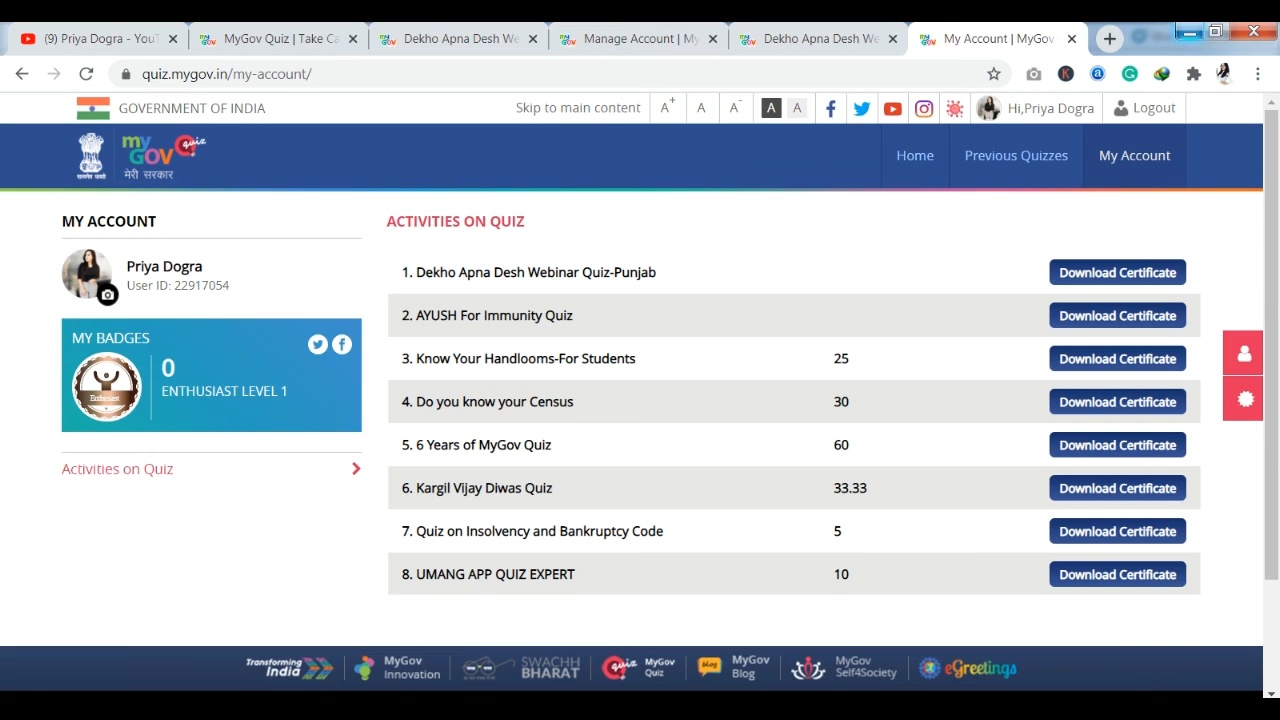 (9) Priya Dogra - YouT
MyGov Quiz | Take Ca
Dekho Apna Desh We
Manage Account | My
Dekho Apna Desh We
My Account | MyGov
quiz.mygov.in/my-account/
GOVERNMENT OF INDIA
Skip to main content
A+ A A- A A
Hi,Priya Dogra
Logout
सत्यमेव जयते
my GOV quiz
मेरी सरकार
Home
Previous Quizzes
My Account
MY ACCOUNT
Priya Dogra
User ID: 22917054
MY BADGES
Enthusiast
0
ENTHUSIAST LEVEL 1
Activities on Quiz
ACTIVITIES ON QUIZ
1. Dekho Apna Desh Webinar Quiz-Punjab Download Certificate
2. AYUSH For Immunity Quiz Download Certificate
3. Know Your Handlooms-For Students 25 Download Certificate
4. Do you know your Census 30 Download Certificate
5. 6 Years of MyGov Quiz 60 Download Certificate
6. Kargil Vijay Diwas Quiz 33.33 Download Certificate
7. Quiz on Insolvency and Bankruptcy Code 5 Download Certificate
8. UMANG APP QUIZ EXPERT 10 Download Certificate
Transforming India
MyGov Innovation
SWACHH BHARAT
quiz MyGov Quiz
blog MyGov Blog
MyGov Self4Society
eGreetings